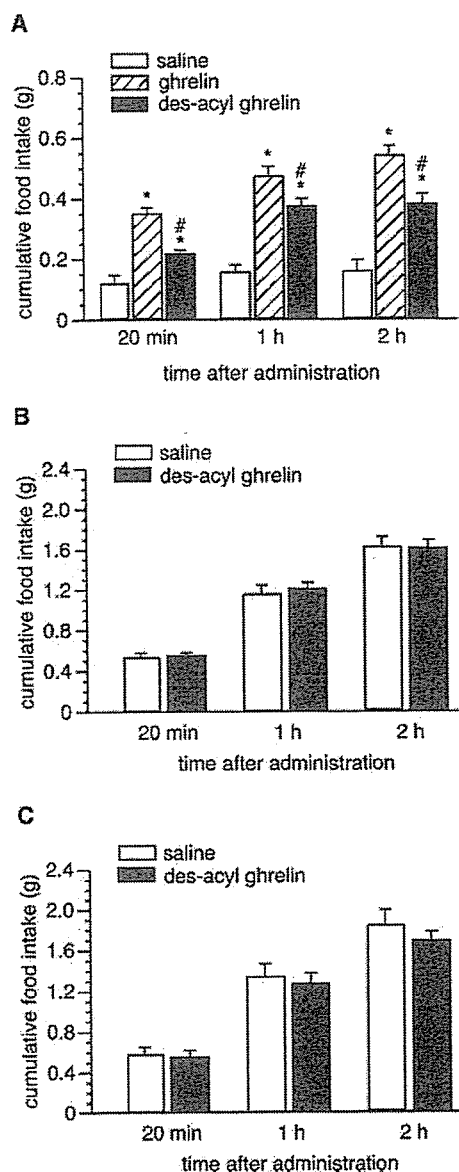 A
saline
ghrelin
des-acyl ghrelin
cumulative food intake (g)
0.8
0.6
0.4
0.2
0
* # *
* # *
* # *
20 min 1 h 2 h
time after administration
B
saline
des-acyl ghrelin
cumulative food intake (g)
2.4
2.0
1.6
1.2
0.8
0.4
0
20 min 1 h 2 h
time after administration
C
saline
des-acyl ghrelin
cumulative food intake (g)
2.4
2.0
1.6
1.2
0.8
0.4
0
20 min 1 h 2 h
time after administration